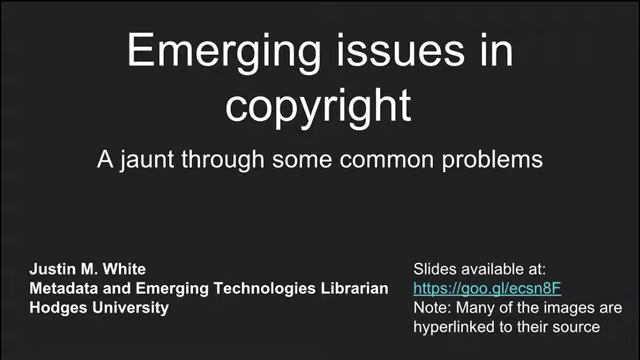 Emerging issues in
copyright
A jaunt through some common problems
Justin M. White
Metadata and Emerging Technologies Librarian
Hodges University
Slides available at:
https://goo.gl/ecsn8F
Note: Many of the images are
hyperlinked to their source